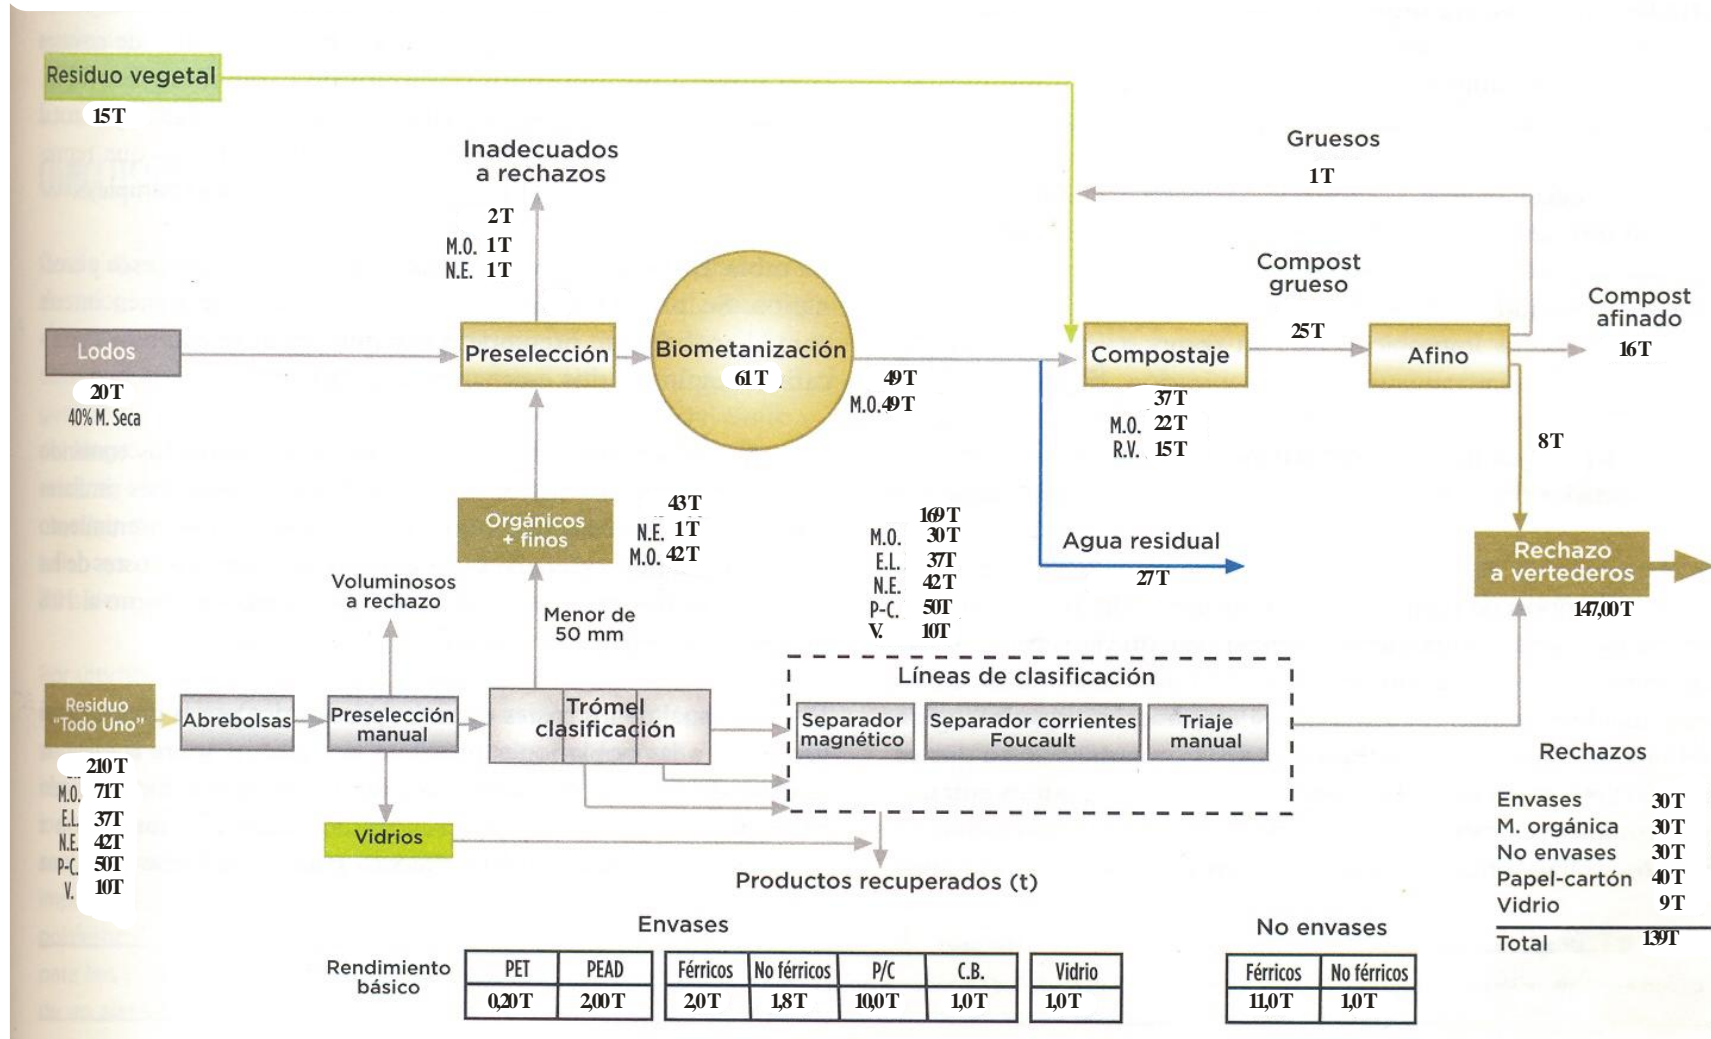 Residuo vegetal
15T
Inadecuados
a rechazos
2T
M.O. 1T
N.E. 1T
Gruesos
1T
Lodos
20T
40% M. Seca
Preselección
Biometanización
61T
49T
M.O. 49T
Compostaje
37T
M.O. 22T
R.V. 15T
Compost
grueso
25T
Afino
Compost
afinado
16T
8T
Orgánicos
+ finos
43T
N.E. 1T
M.O. 42T
Menor de
50 mm
169T
M.O. 30T
E.L. 37T
N.E. 42T
P-C. 50T
V. 10T
Agua residual
27T
Rechazo
a vertederos
147,00T
Voluminosos
a rechazo
Residuo
"Todo Uno"
210T
M.O. 71T
E.L. 37T
N.E. 42T
P-C. 50T
V. 10T
Abrebolsas
Preselección
manual
Trómel
clasificación
Líneas de clasificación
Separador
magnético
Separador corrientes
Foucault
Triaje
manual
Vidrios
Productos recuperados (t)
Rechazos
Envases 30T
M. orgánica 30T
No envases 30T
Papel-cartón 40T
Vidrio 9T
Total 139T
Envases
No envases
Rendimiento
básico
PET PEAD Férricos No férricos P/C C.B. Vidrio Férricos No férricos
0,20T 2,00T 2,0T 1,8T 10,0T 1,0T 1,0T 11,0T 1,0T